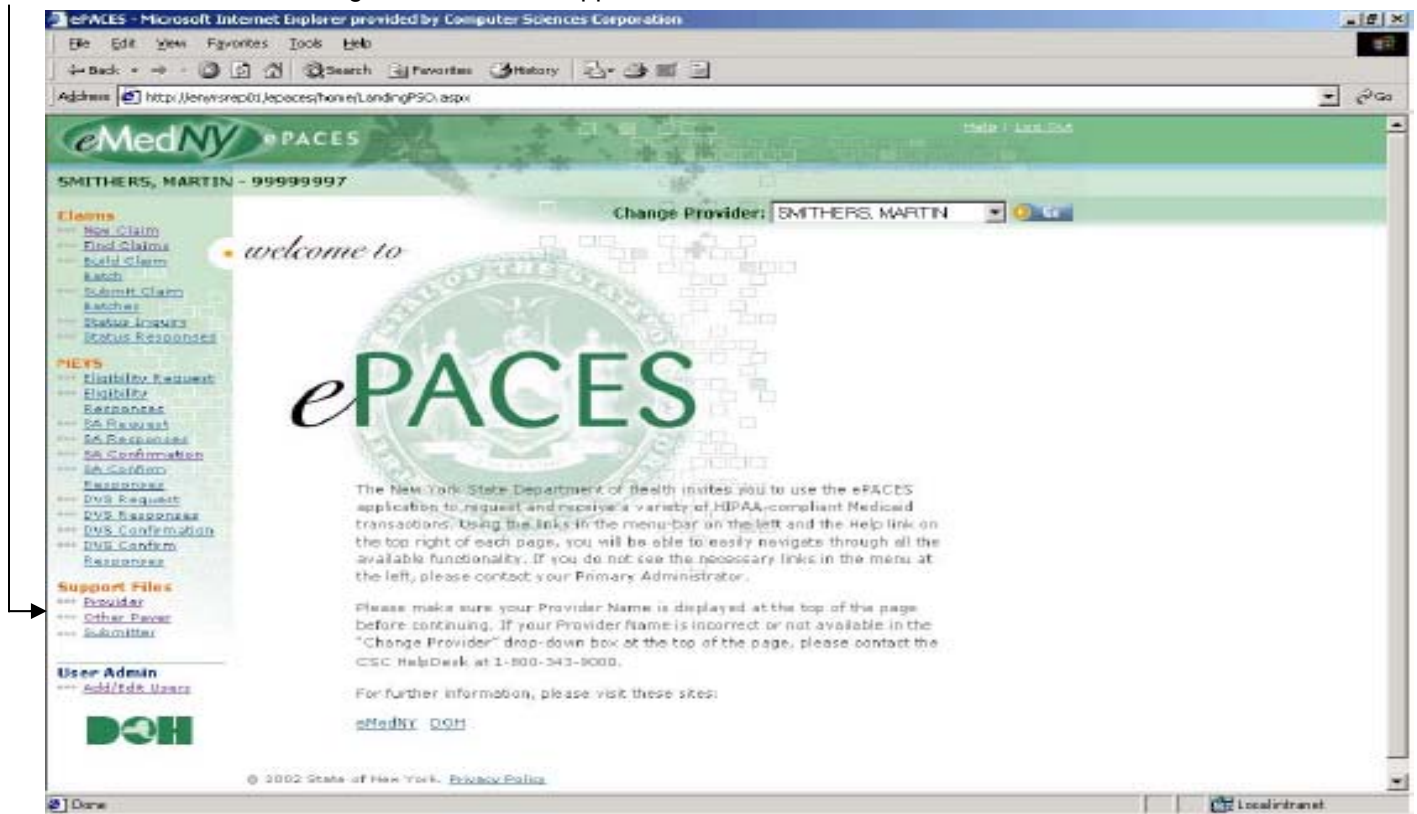 ePACES - Microsoft Internet Explorer provided by Computer Sciences Corporation
File Edit View Favorites Tools Help
Back Search Favorites History
Address Go
eMedNY ePACES
Help | Log Out
SMITHERS, MARTIN - 99999997
Change Provider: SMITHERS, MARTIN Go
Claims
New Claim
Find Claims
Build Claim
Batch
Submit Claim
Batches
Status Inquiry
Status Responses
MEVS
Eligibility Request
Eligibility
Responses
SA Request
SA Responses
SA Confirmation
SA Confirm
Responses
DVS Request
DVS Responses
DVS Confirmation
DVS Confirm
Responses
Support Files
Provider
Other Payer
Submitter
User Admin
Add/Edit Users
DOH
welcome to
ePACES
The New York State Department of Health invites you to use the ePACES
application to request and receive a variety of HIPAA-compliant Medicaid
transactions. Using the links in the menu-bar on the left and the Help link on
the top right of each page, you will be able to easily navigate through all the
available functionality. If you do not see the necessary links in the menu at
the left, please contact your Primary Administrator.
Please make sure your Provider Name is displayed at the top of the page
before continuing. If your Provider Name is incorrect or not available in the
"Change Provider" drop-down box at the top of the page, please contact the
CSC HelpDesk at 1-800-343-9000.
For further information, please visit these sites:
eMedNY DOH
© 2002 State of New York. Privacy Policy
Done
Local intranet